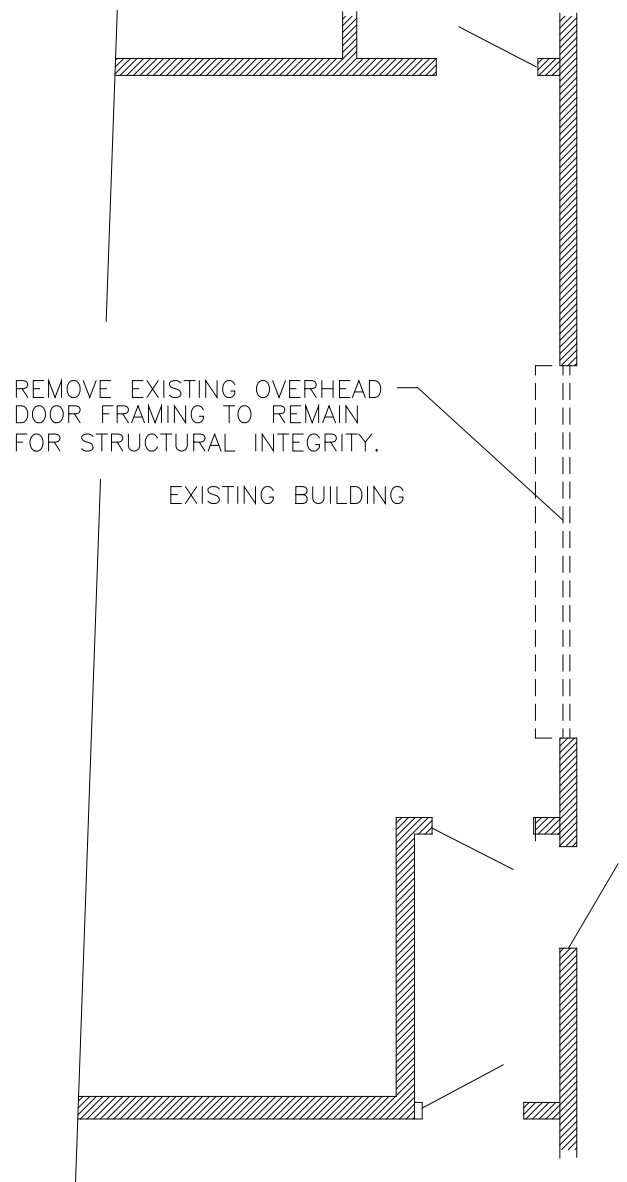 REMOVE EXISTING OVERHEAD
DOOR FRAMING TO REMAIN
FOR STRUCTURAL INTEGRITY.
EXISTING BUILDING